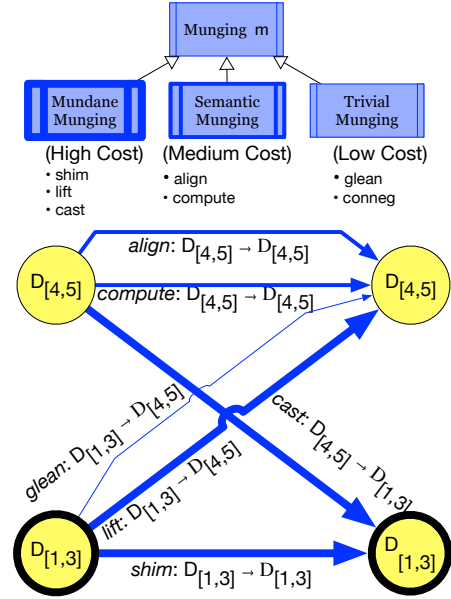 Munging m
Mundane
Munging
Semantic
Munging
Trivial
Munging
(High Cost)
(Medium Cost)
(Low Cost)
• shim
• lift
• cast
• align
• compute
• glean
• conneg
D[4,5]
align: D[4,5] → D[4,5]
D[4,5]
compute: D[4,5] → D[4,5]
glean: D[1,3] → D[4,5]
lift: D[1,3] → D[4,5]
cast: D[4,5] → D[1,3]
D[1,3]
D[1,3]
shim: D[1,3] → D[1,3]